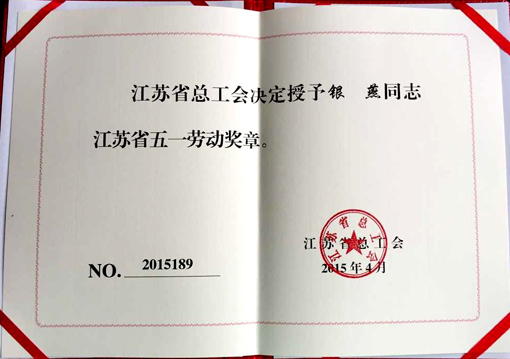 江苏省总工会决定授予银 燕同志
江苏省五一劳动奖章。
江苏省总工会
NO. 2015189
2015年4月
江苏省总工会